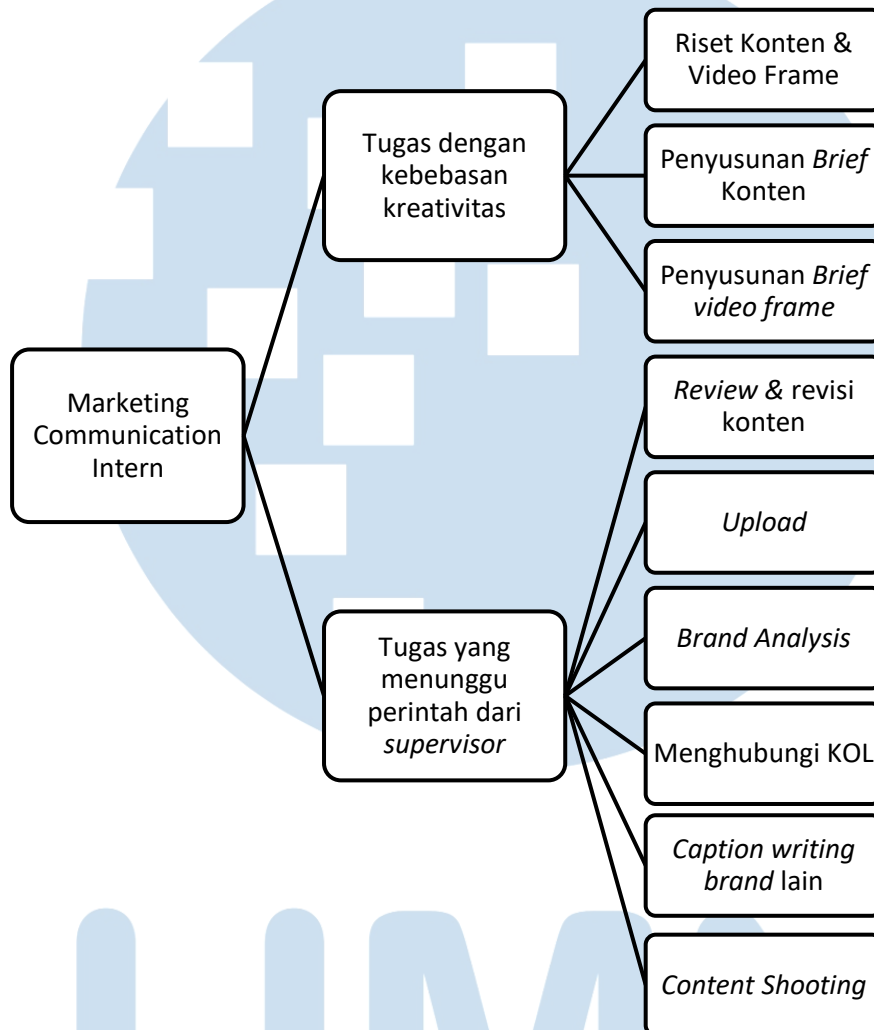 Marketing
Communication
Intern
Tugas dengan
kebebasan
kreativitas
Riset Konten &
Video Frame
Penyusunan Brief
Konten
Penyusunan Brief
video frame
Tugas yang
menunggu
perintah dari
supervisor
Review & revisi
konten
Upload
Brand Analysis
Menghubungi KOL
Caption writing
brand lain
Content Shooting